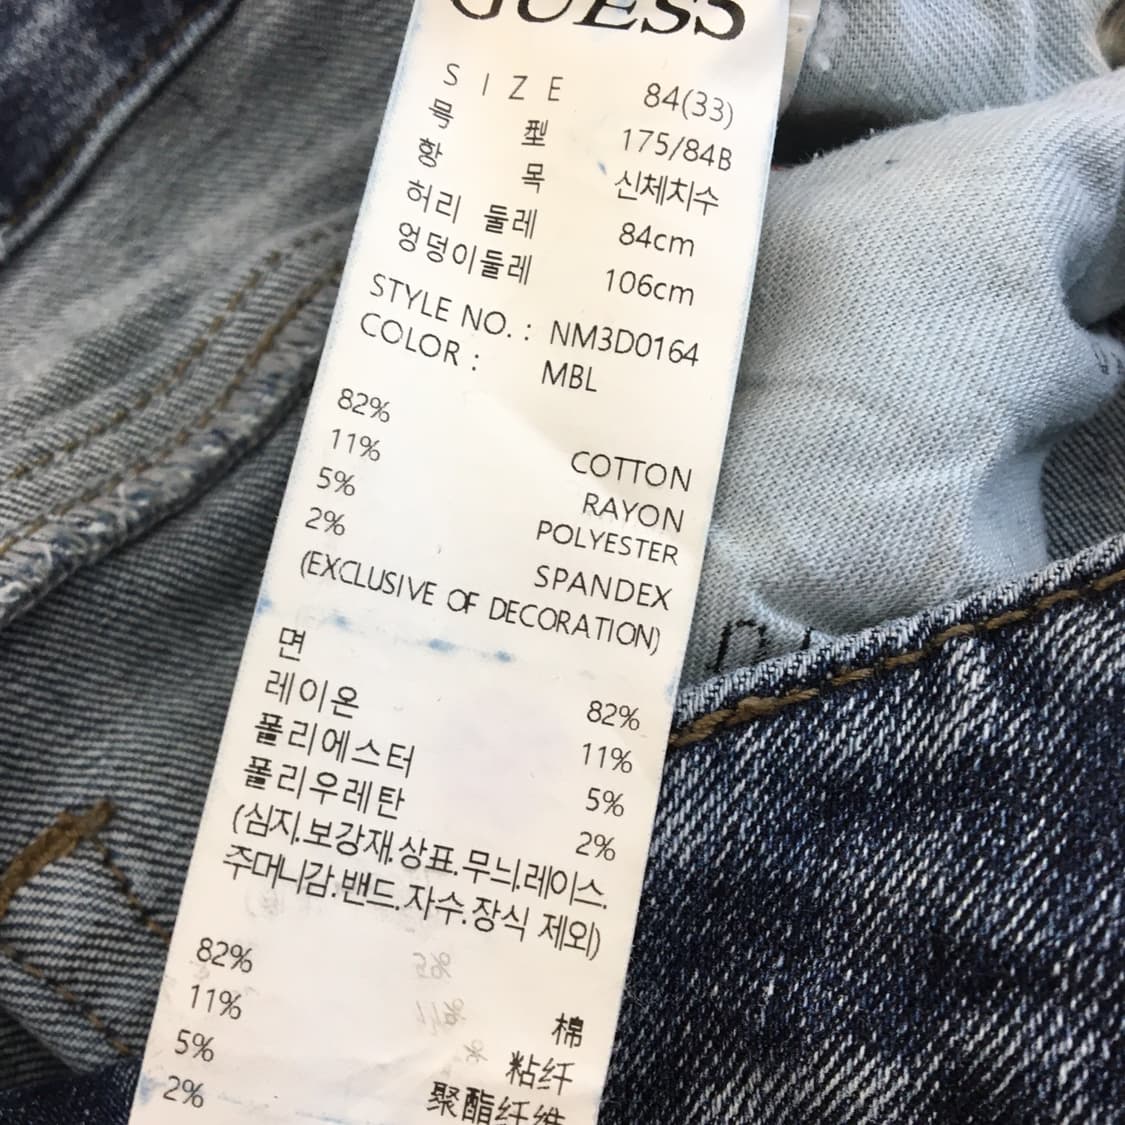 GUESS
SIZE 84(33)
号 型 175/84B
항 목 신체치수
허리 둘레 84cm
엉덩이둘레 106cm
STYLE NO. : NM3D0164
COLOR : MBL
82% COTTON
11% RAYON
5% POLYESTER
2% SPANDEX
(EXCLUSIVE OF DECORATION)
면 82%
레이온 11%
폴리에스터 5%
폴리우레탄 2%
(심지.보강재.상표.무늬.레이스.
주머니감.밴드.자수.장식 제외)
82% 棉
11% 粘纤
5% 聚酯纤维
2%